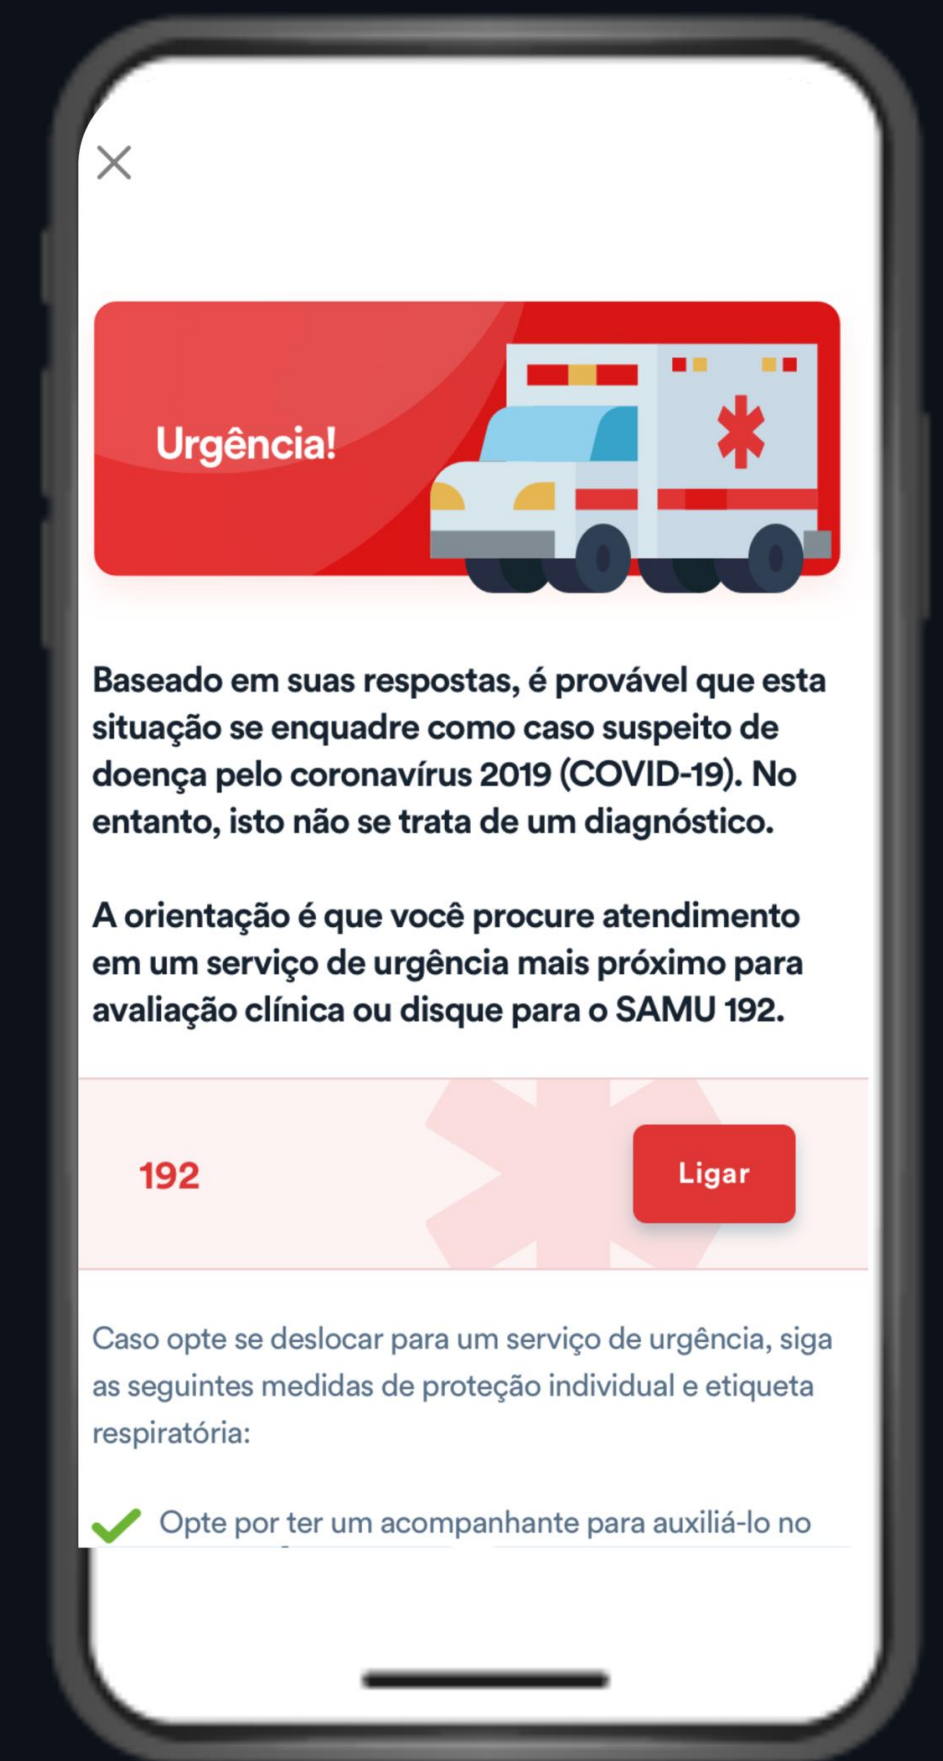 Urgência!
Baseado em suas respostas, é provável que esta
situação se enquadre como caso suspeito de
doença pelo coronavírus 2019 (COVID-19). No
entanto, isto não se trata de um diagnóstico.
A orientação é que você procure atendimento
em um serviço de urgência mais próximo para
avaliação clínica ou disque para o SAMU 192.
192
Ligar
Caso opte se deslocar para um serviço de urgência, siga
as seguintes medidas de proteção individual e etiqueta
respiratória:
Opte por ter um acompanhante para auxiliá-lo no